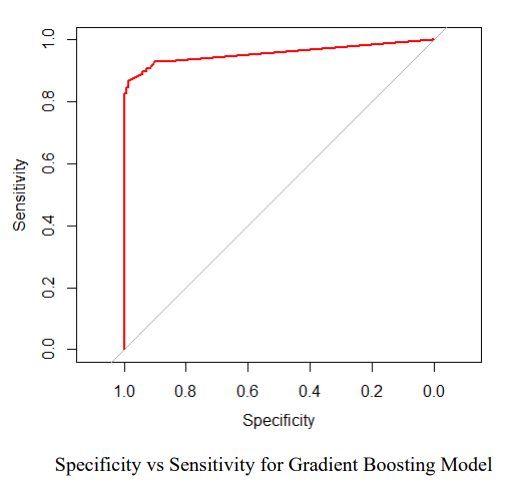 1.0
0.8
0.6
0.4
0.2
0.0
Sensitivity
1.0 0.8 0.6 0.4 0.2 0.0
Specificity
Specificity vs Sensitivity for Gradient Boosting Model